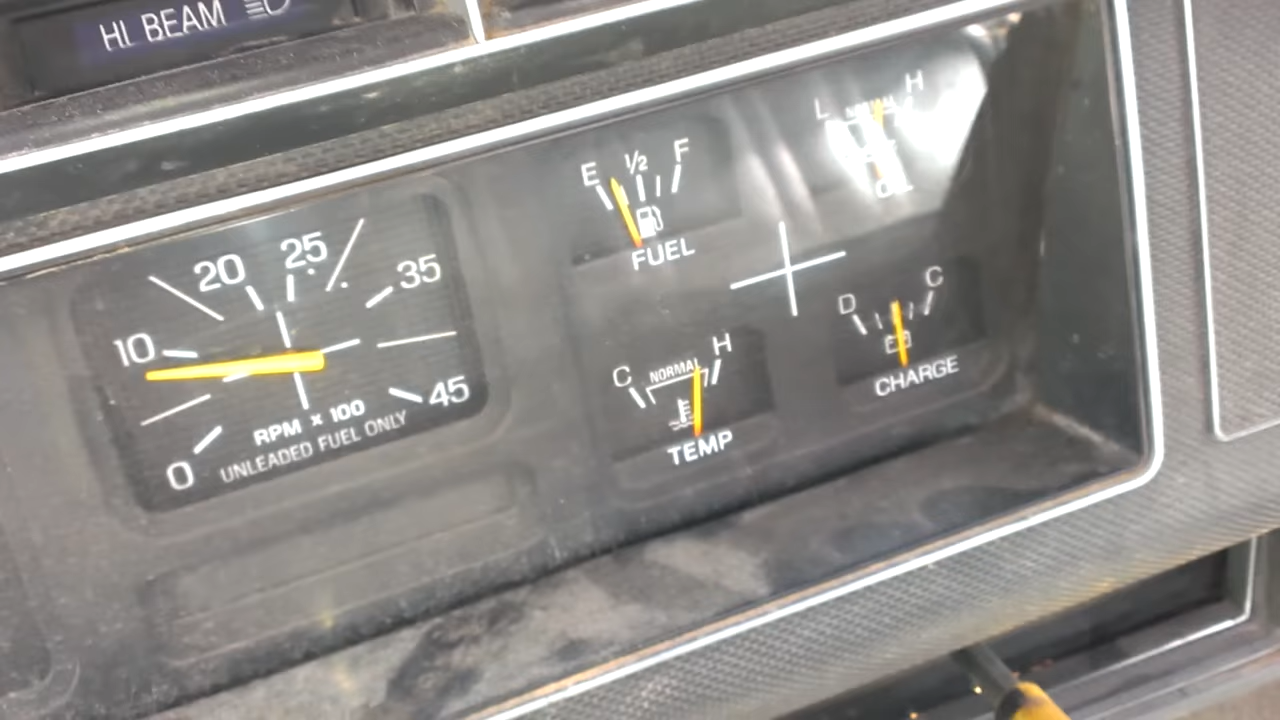 HI BEAM
20 25
35
10
45
0
RPM x 100
UNLEADED FUEL ONLY
E 1/2 F
FUEL
L NORMAL H
OIL
C NORMAL H
TEMP
D C
CHARGE